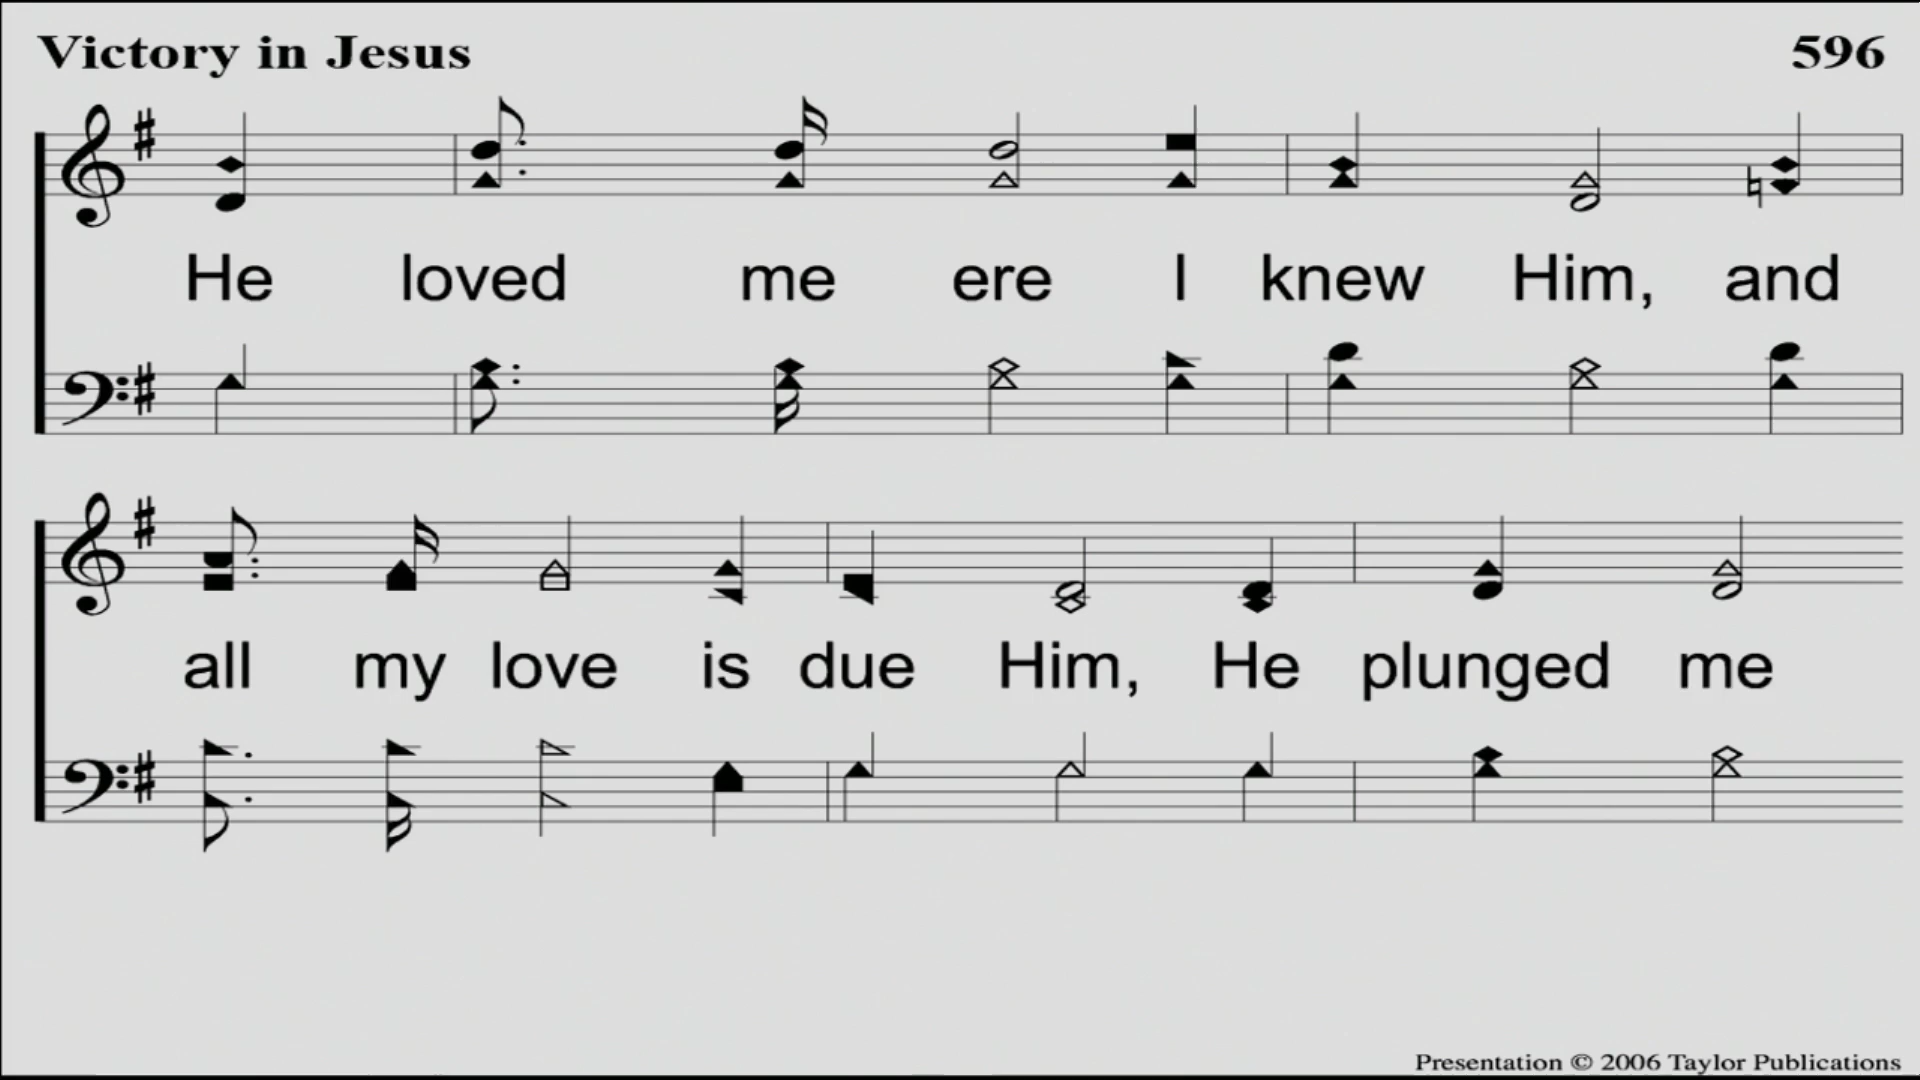 Victory in Jesus 596
He loved me ere I knew Him, and
all my love is due Him, He plunged me
Presentation © 2006 Taylor Publications